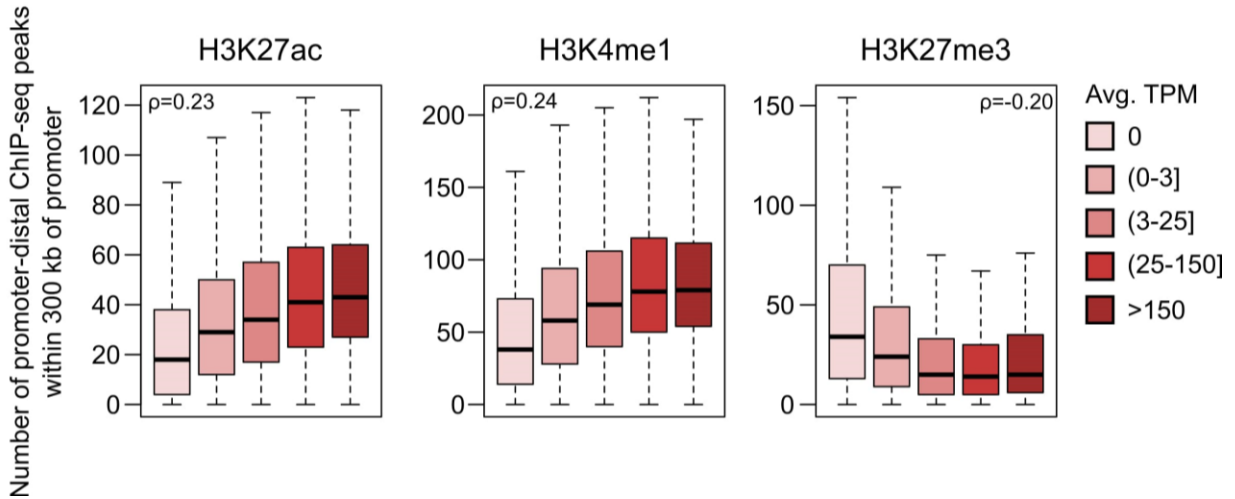 Number of promoter-distal ChIP-seq peaks
within 300 kb of promoter
H3K27ac
ρ=0.23
120
100
80
60
40
20
0
H3K4me1
ρ=0.24
200
150
100
50
0
H3K27me3
ρ=-0.20
150
100
50
0
Avg. TPM
0
(0-3]
(3-25]
(25-150]
>150